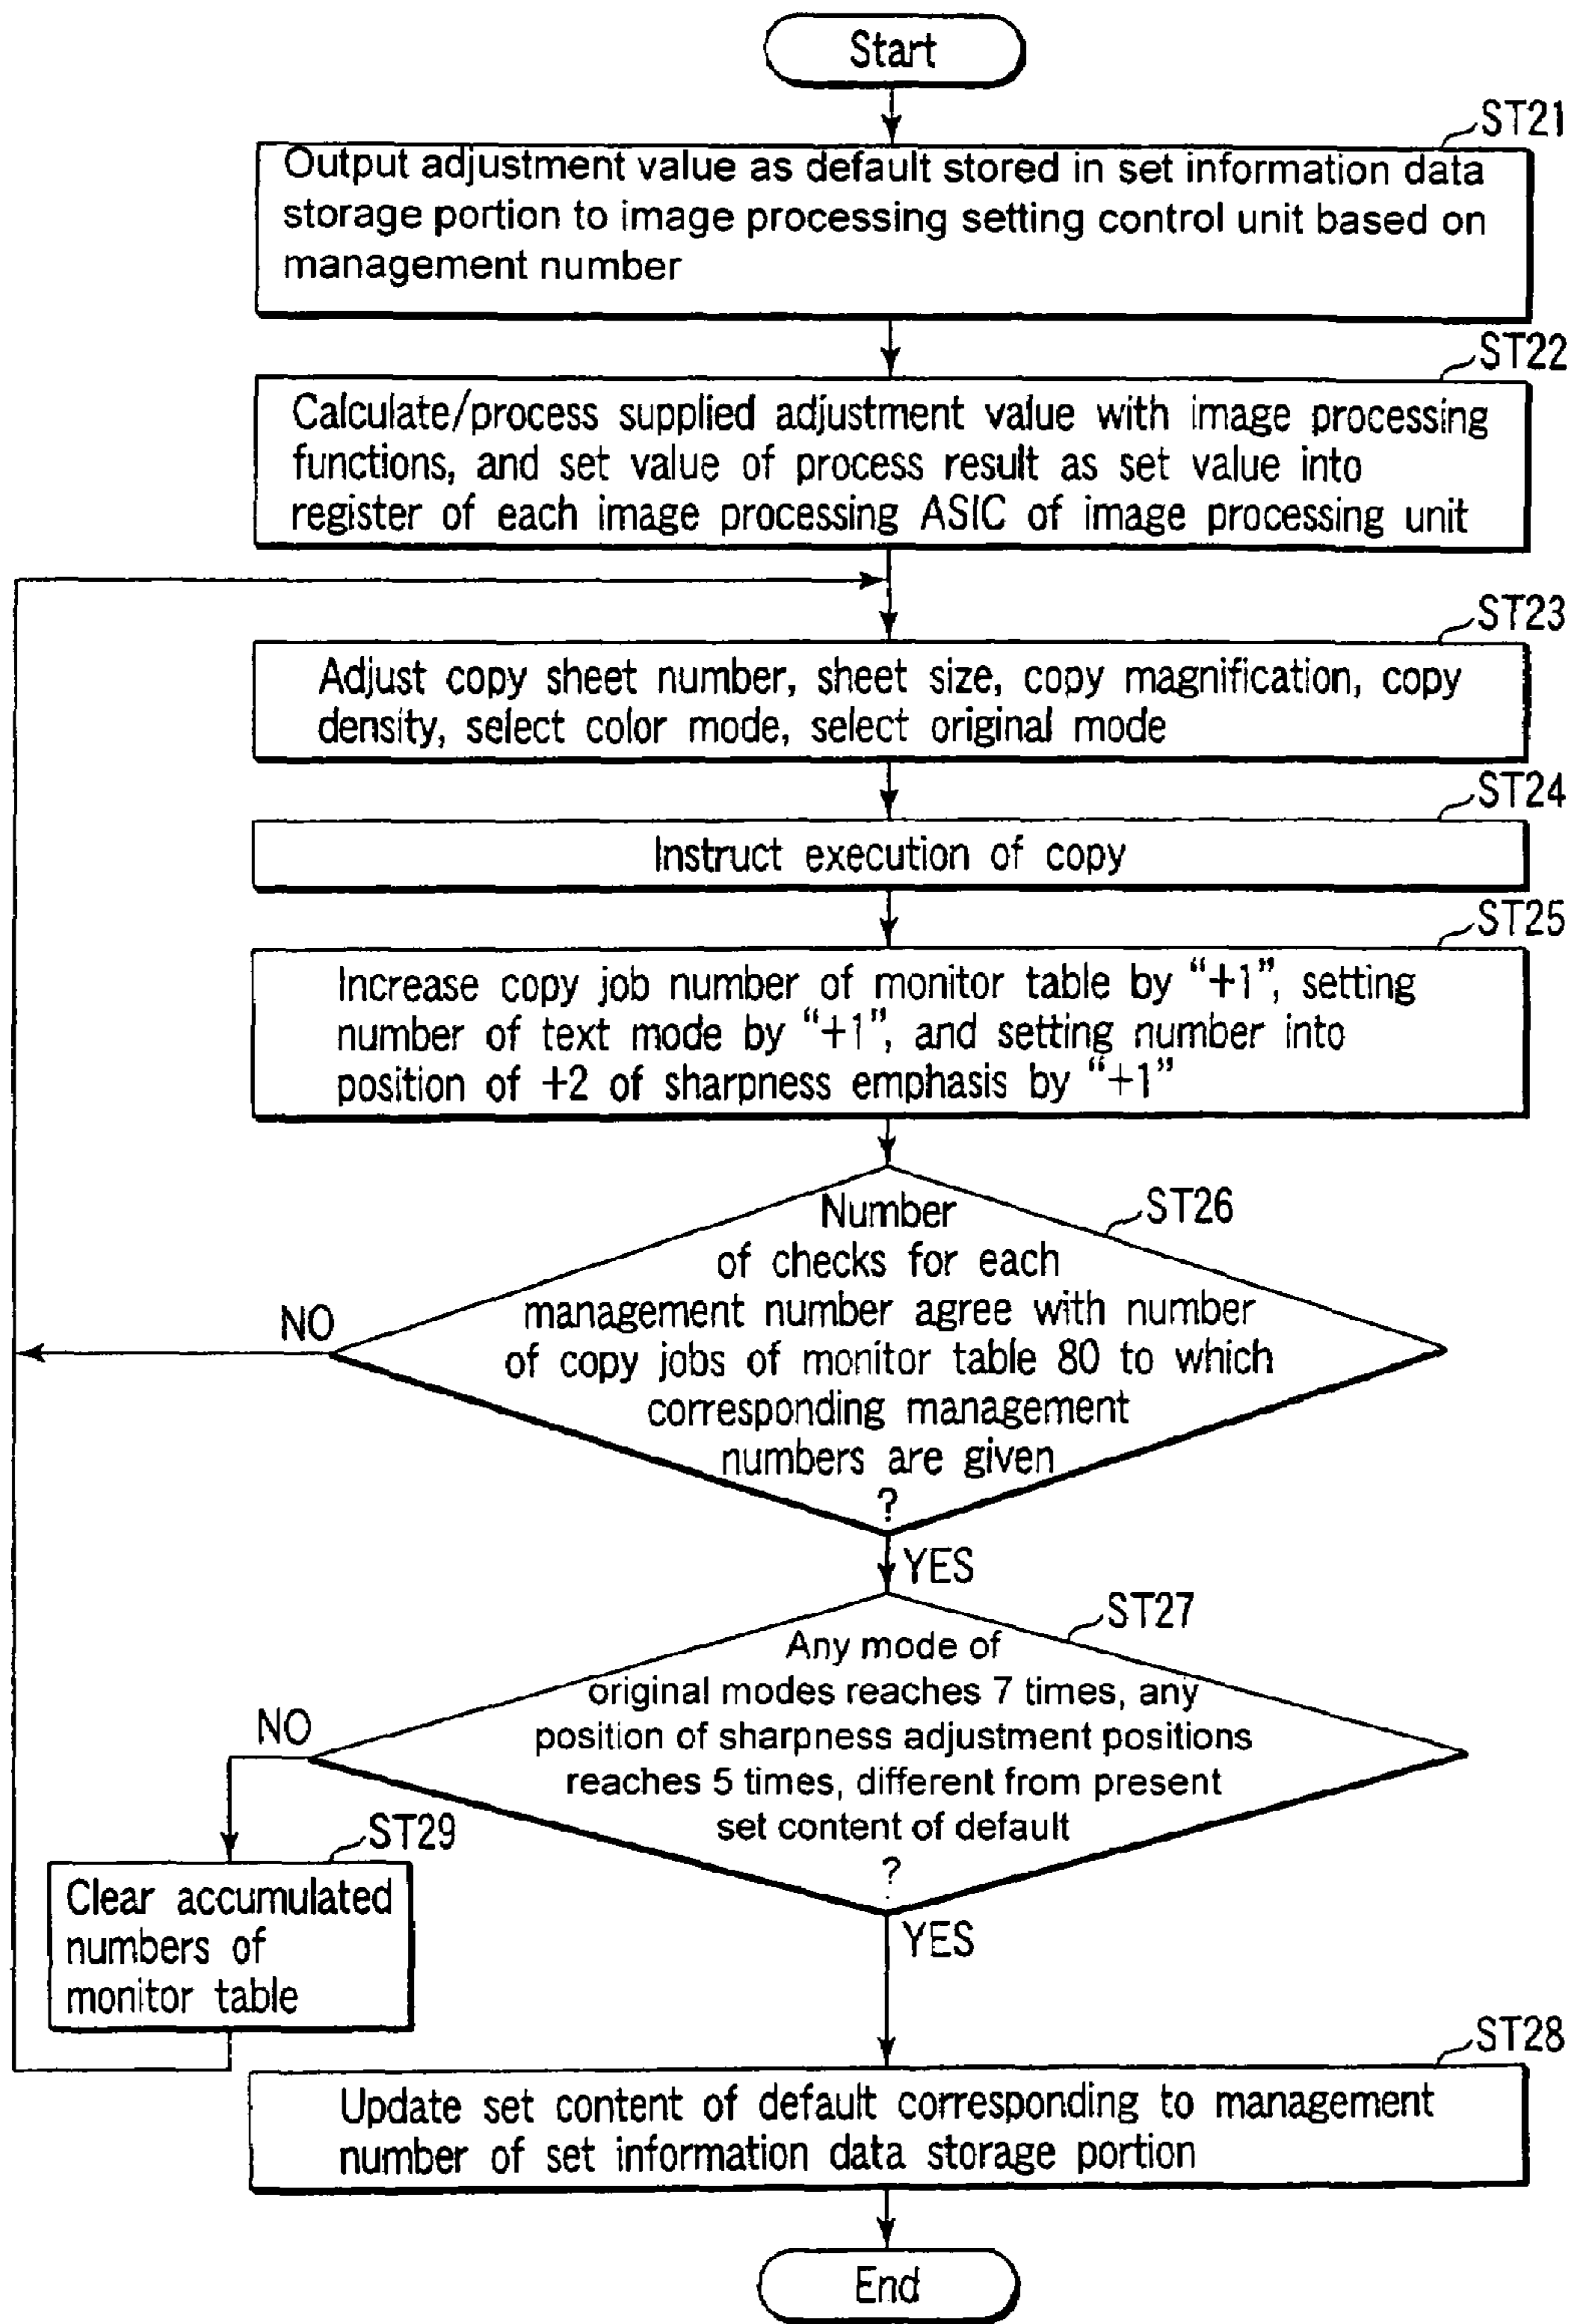 Start
ST21
Output adjustment value as default stored in set information data
storage portion to image processing setting control unit based on
management number
ST22
Calculate/process supplied adjustment value with image processing
functions, and set value of process result as set value into
register of each image processing ASIC of image processing unit
ST23
Adjust copy sheet number, sheet size, copy magnification, copy
density, select color mode, select original mode
ST24
Instruct execution of copy
ST25
Increase copy job number of monitor table by “+1”, setting
number of text mode by “+1”, and setting number into
position of +2 of sharpness emphasis by “+1”
ST26
Number
of checks for each
management number agree with number
of copy jobs of monitor table 80 to which
corresponding management
numbers are given
?
NO
YES
ST27
Any mode of
original modes reaches 7 times, any
position of sharpness adjustment positions
reaches 5 times, different from present
set content of default
?
NO
YES
ST29
Clear accumulated
numbers of
monitor table
ST28
Update set content of default corresponding to management
number of set information data storage portion
End